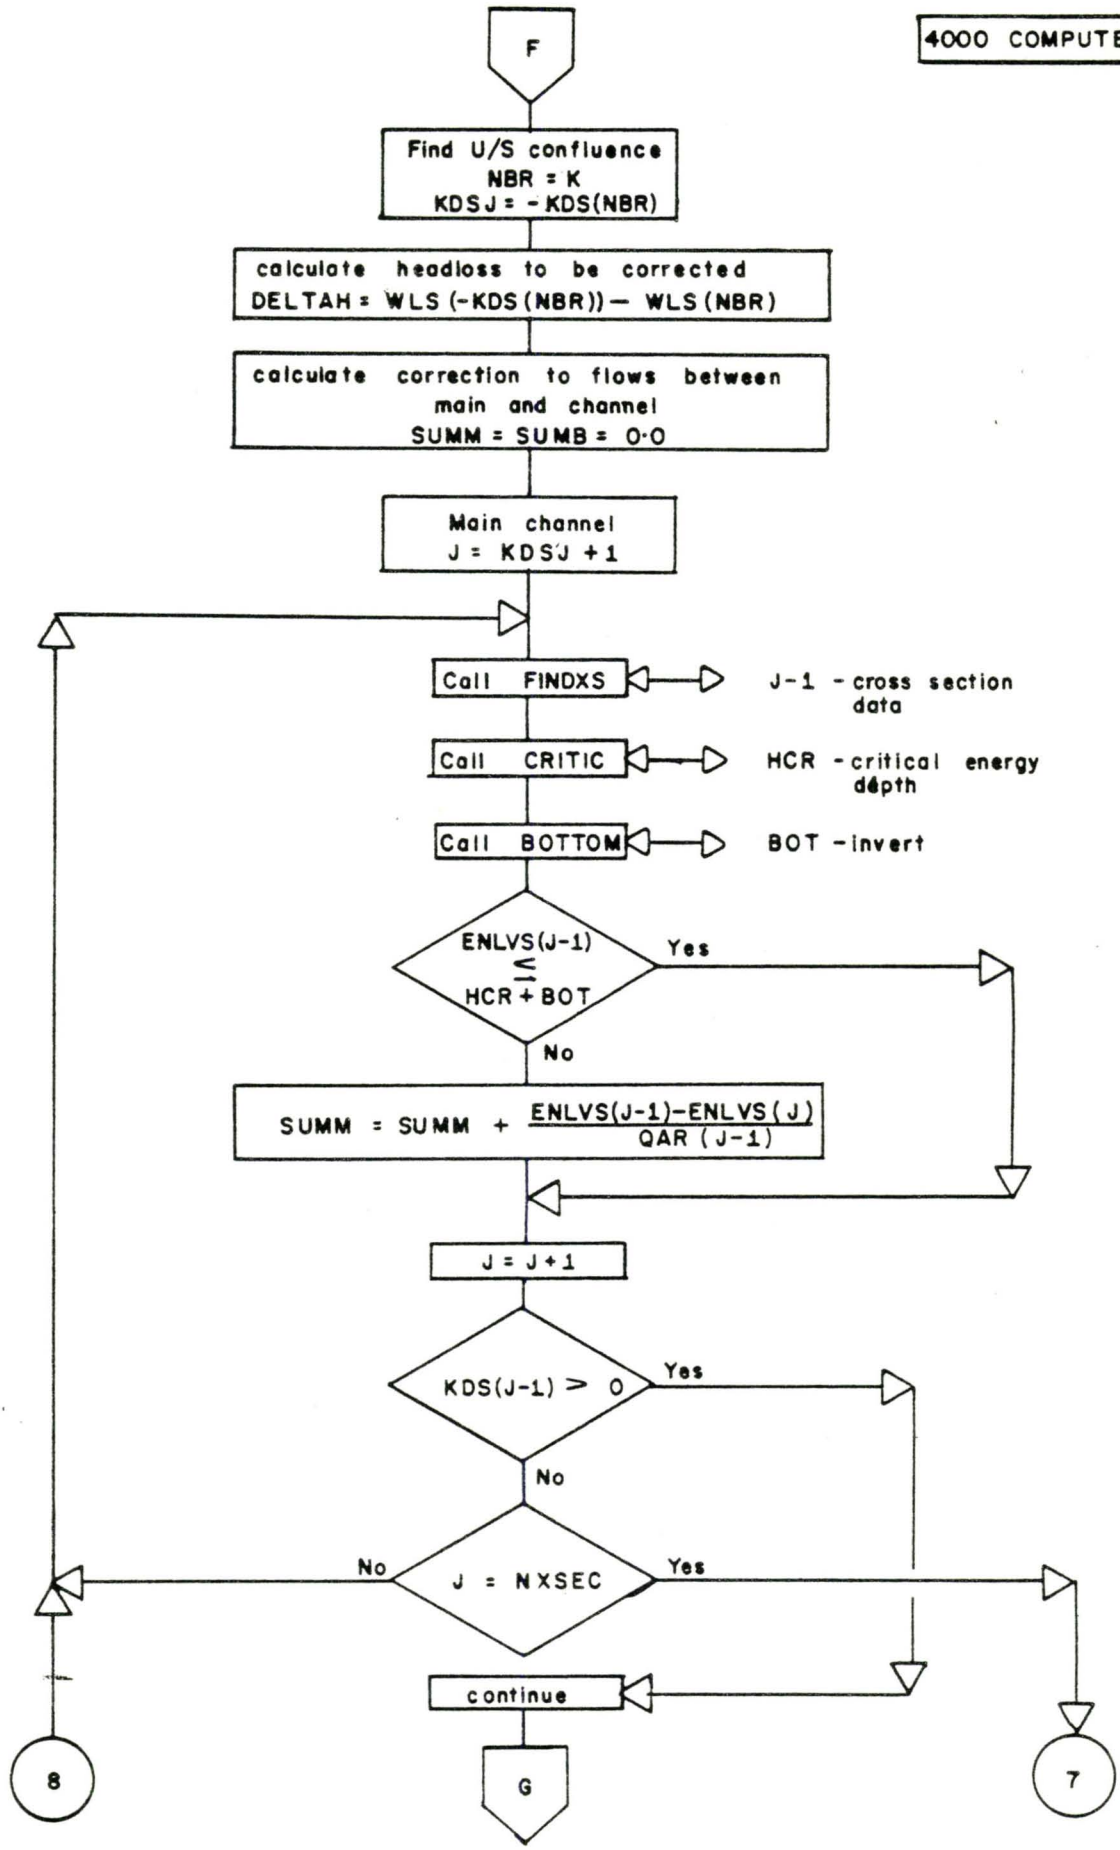 F
4000 COMPUTE
Find U/S confluence
NBR = K
KDSJ = -KDS(NBR)
calculate headloss to be corrected
DELTAH = WLS(-KDS(NBR)) - WLS(NBR)
calculate correction to flows between
main and channel
SUMM = SUMB = 0·0
Main channel
J = KDSJ + 1
Call FINDXS
J-1 - cross section
data
Call CRITIC
HCR - critical energy
depth
Call BOTTOM
BOT - invert
ENLVS(J-1)
≤
HCR + BOT
Yes
No
SUMM = SUMM + ENLVS(J-1)-ENLVS(J)
QAR (J-1)
J = J+1
KDS(J-1) > 0
Yes
No
No
J = NXSEC
Yes
continue
8
G
7